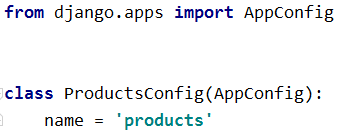 from django.apps import AppConfig
class ProductsConfig(AppConfig):
    name = 'products'